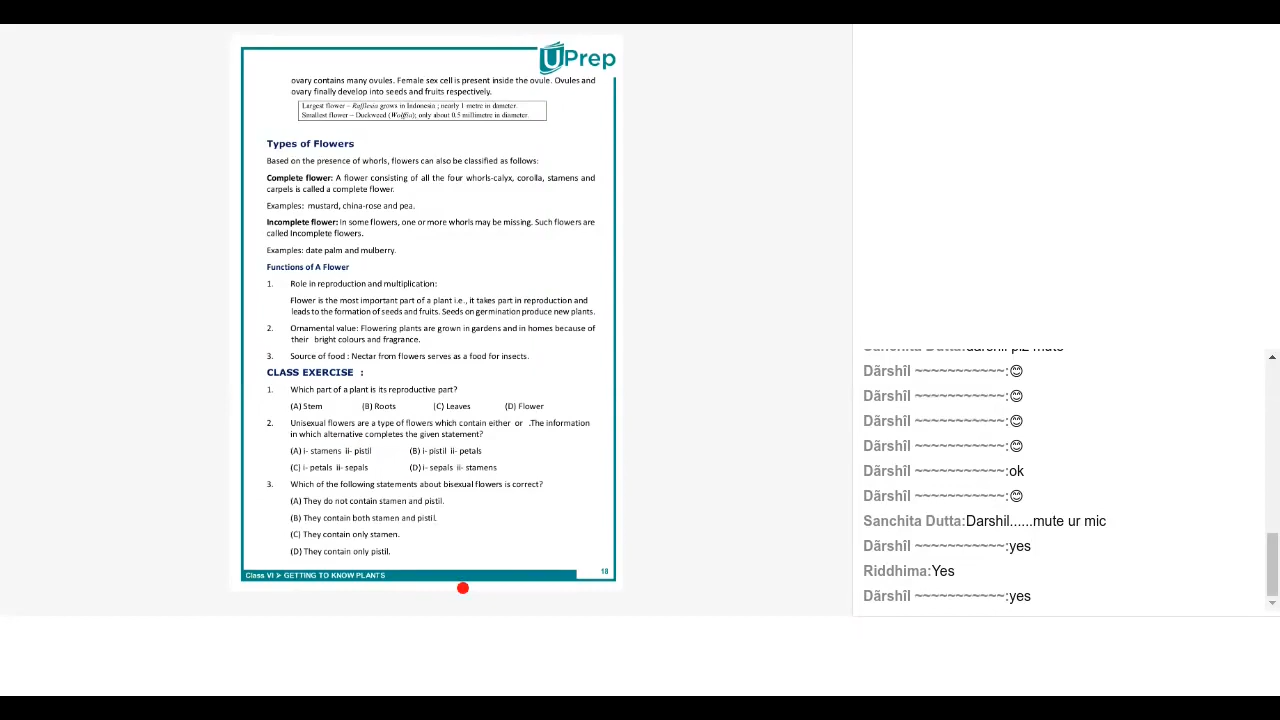 UPrep
ovary contains many ovules. Female sex cell is present inside the ovule. Ovules and
ovary finally develop into seeds and fruits respectively.
Largest flower – Rafflesia grows in Indonesia ; nearly 1 metre in dameter.
Smallest flower – Duckweed (Wolffia); only about 0.5 millimetre in diameter.
Types of Flowers
Based on the presence of whorls, flowers can also be classified as follows:
Complete flower: A flower consisting of all the four whorls-calyx, corolla, stamens and
carpels is called a complete flower.
Examples: mustard, china-rose and pea.
Incomplete flower: In some flowers, one or more whorls may be missing. Such flowers are
called Incomplete flowers.
Examples: date palm and mulberry.
Functions of A Flower
1. Role in reproduction and multiplication:
Flower is the most important part of a plant i.e., it takes part in reproduction and
leads to the formation of seeds and fruits. Seeds on germination produce new plants.
2. Ornamental value: Flowering plants are grown in gardens and in homes because of
their bright colours and fragrance.
3. Source of food : Nectar from flowers serves as a food for insects.
CLASS EXERCISE :
1. Which part of a plant is its reproductive part?
(A) Stem (B) Roots (C) Leaves (D) Flower
2. Unisexual flowers are a type of flowers which contain either or .The information
in which alternative completes the given statement?
(A) i- stamens ii- pistil (B) i- pistil ii- petals
(C) i- petals ii- sepals (D) i- sepals ii- stamens
3. Which of the following statements about bisexual flowers is correct?
(A) They do not contain stamen and pistil.
(B) They contain both stamen and pistil.
(C) They contain only stamen.
(D) They contain only pistil.
18
Class VI ➤ GETTING TO KNOW PLANTS
Dãrshîl ~~~~~~~~~~~:😊
Dãrshîl ~~~~~~~~~~~:😊
Dãrshîl ~~~~~~~~~~~:😊
Dãrshîl ~~~~~~~~~~~:😊
Dãrshîl ~~~~~~~~~~~:ok
Dãrshîl ~~~~~~~~~~~:😊
Sanchita Dutta:Darshil......mute ur mic
Dãrshîl ~~~~~~~~~~~:yes
Riddhima:Yes
Dãrshîl ~~~~~~~~~~~:yes